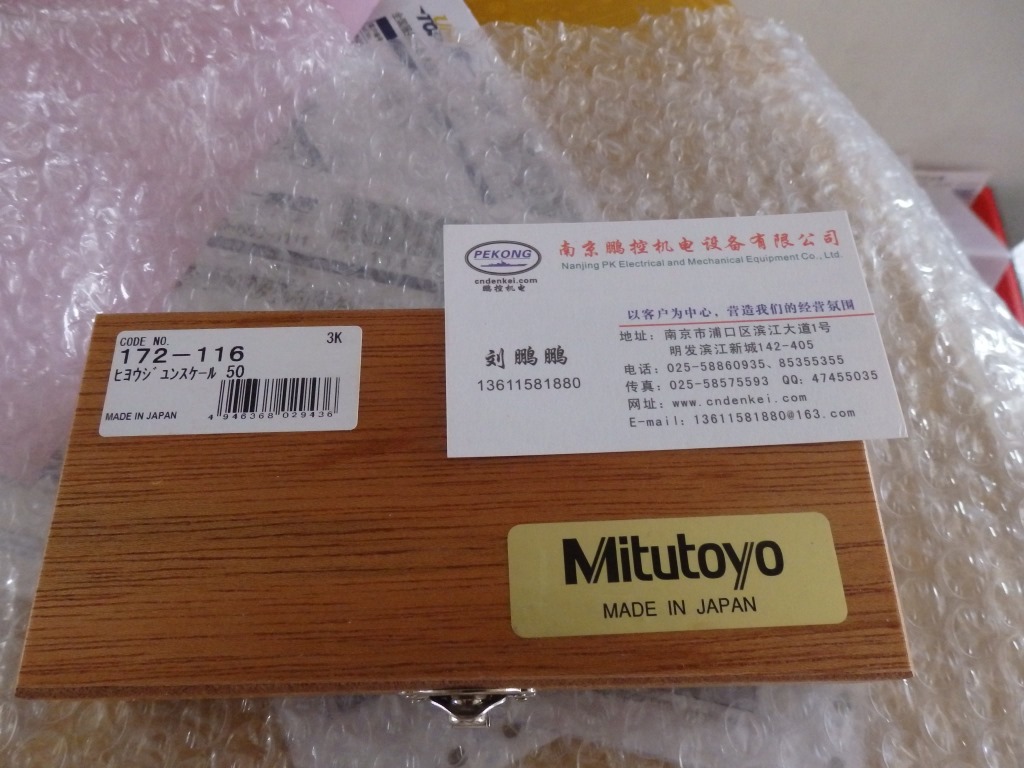 CODE NO.
3K
172-116
ヒヨウジュンスケール 50
MADE IN JAPAN
4 946368 029436
PEKONG
cndenkei.com
鹏控机电
南京鹏控机电设备有限公司
Nanjing PK Electrical and Mechanical Equipment Co., Ltd.
以客户为中心，营造我们的经营氛围
刘鹏鹏
13611581880
地址：南京市浦口区滨江大道1号
明发滨江新城142-405
电话：025-58860935、85355355
传真：025-58575593 QQ: 47455035
网址：www.cndenkei.com
E-mail: 13611581880@163.com
Mitutoyo
MADE IN JAPAN